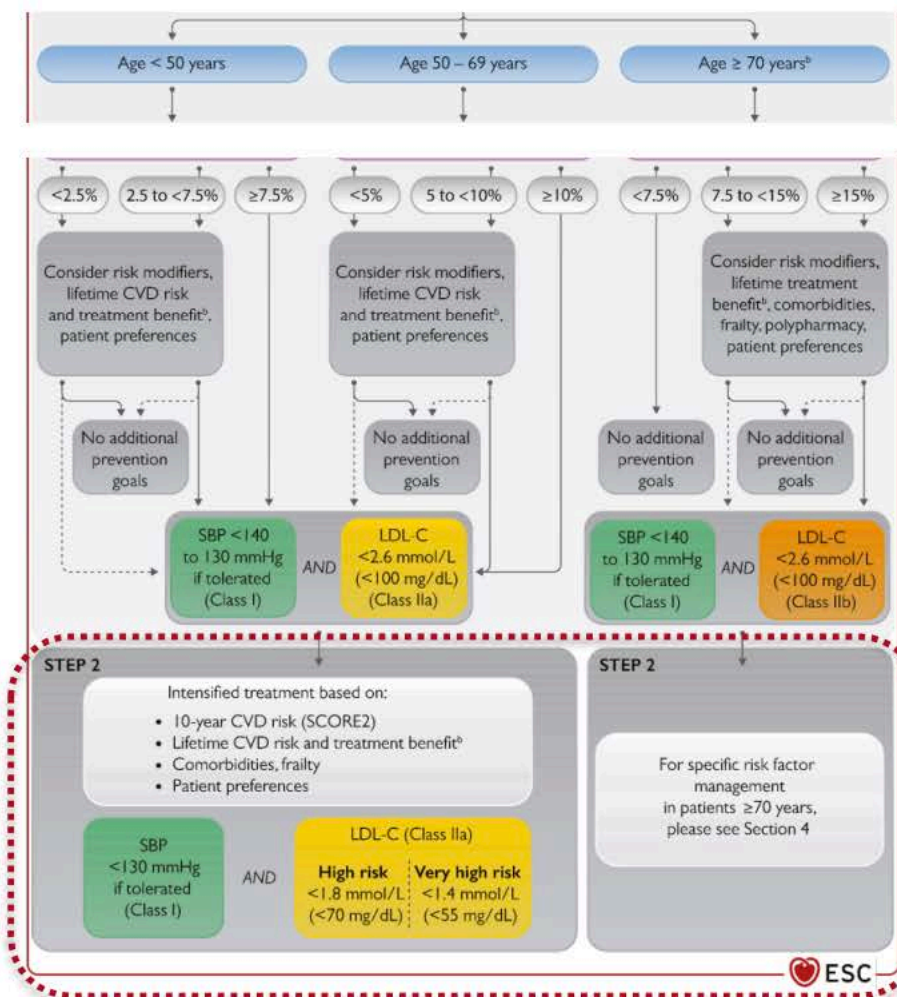 Age < 50 years
Age 50 – 69 years
Age ≥ 70 yearsᵇ
<2.5%
2.5 to <7.5%
≥7.5%
<5%
5 to <10%
≥10%
<7.5%
7.5 to <15%
≥15%
Consider risk modifiers,
lifetime CVD risk
and treatment benefitᵇ,
patient preferences
Consider risk modifiers,
lifetime CVD risk
and treatment benefitᵇ,
patient preferences
Consider risk modifiers,
lifetime treatment
benefitᵇ, comorbidities,
frailty, polypharmacy,
patient preferences
No additional
prevention
goals
No additional
prevention
goals
No additional
prevention
goals
No additional
prevention
goals
SBP <140
to 130 mmHg
if tolerated
(Class I)
AND
LDL-C
<2.6 mmol/L
(<100 mg/dL)
(Class IIa)
SBP <140
to 130 mmHg
if tolerated
(Class I)
AND
LDL-C
<2.6 mmol/L
(<100 mg/dL)
(Class IIb)
STEP 2
Intensified treatment based on:
• 10-year CVD risk (SCORE2)
• Lifetime CVD risk and treatment benefitᵇ
• Comorbidities, frailty
• Patient preferences
SBP
<130 mmHg
if tolerated
(Class I)
AND
LDL-C (Class IIa)
High risk
<1.8 mmol/L
(<70 mg/dL)
Very high risk
<1.4 mmol/L
(<55 mg/dL)
STEP 2
For specific risk factor
management
in patients ≥70 years,
please see Section 4
ESC